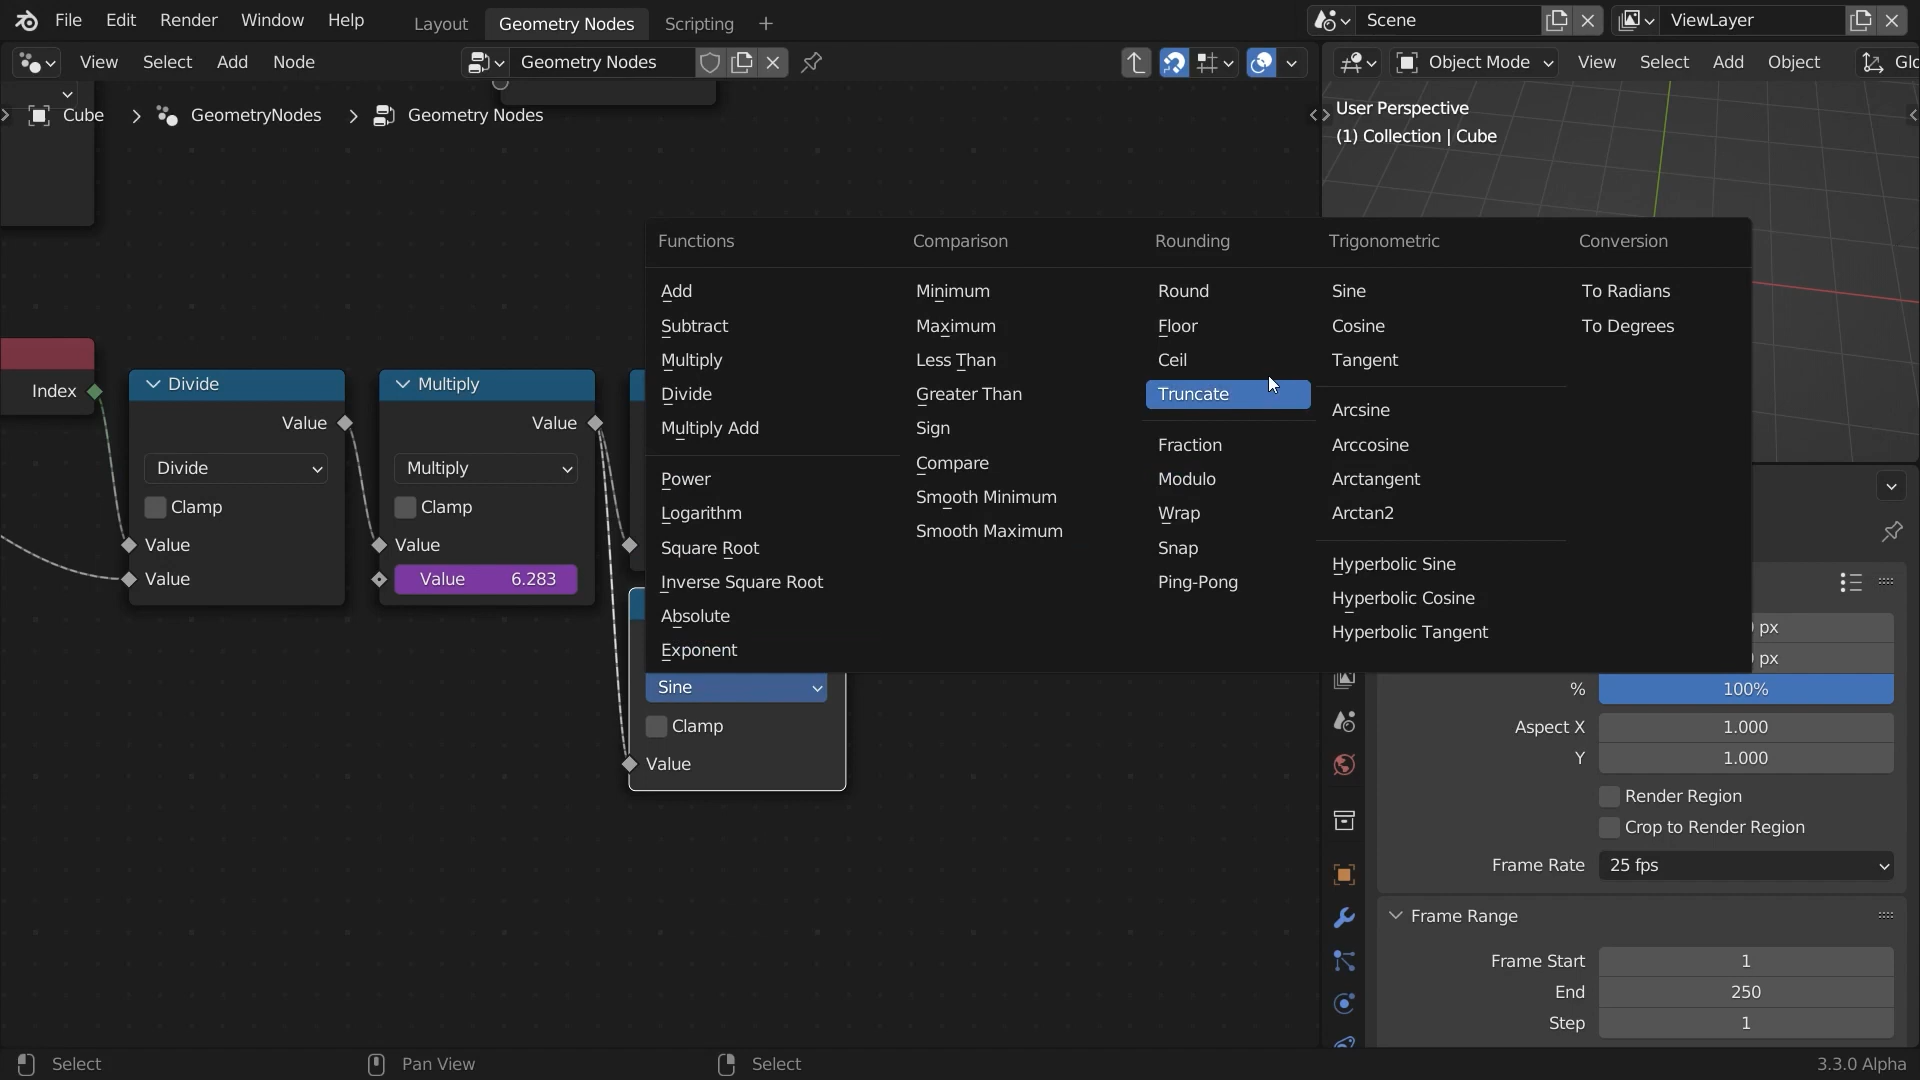 File Edit Render Window Help Layout Geometry Nodes Scripting + Scene ViewLayer
View Select Add Node Geometry Nodes Object Mode View Select Add Object
Cube > GeometryNodes > Geometry Nodes
User Perspective
(1) Collection | Cube
Functions
Add
Subtract
Multiply
Divide
Multiply Add
Power
Logarithm
Square Root
Inverse Square Root
Absolute
Exponent
Comparison
Minimum
Maximum
Less Than
Greater Than
Sign
Compare
Smooth Minimum
Smooth Maximum
Rounding
Round
Floor
Ceil
Truncate
Fraction
Modulo
Wrap
Snap
Ping-Pong
Trigonometric
Sine
Cosine
Tangent
Arcsine
Arccosine
Arctangent
Arctan2
Hyperbolic Sine
Hyperbolic Cosine
Hyperbolic Tangent
Conversion
To Radians
To Degrees
Index
Divide
Value
Divide
Clamp
Value
Value
Multiply
Value
Multiply
Clamp
Value
Value 6.283
Sine
Clamp
Value
px
px
% 100%
Aspect X 1.000
Y 1.000
Render Region
Crop to Render Region
Frame Rate 25 fps
Frame Range
Frame Start 1
End 250
Step 1
Select Pan View Select 3.3.0 Alpha